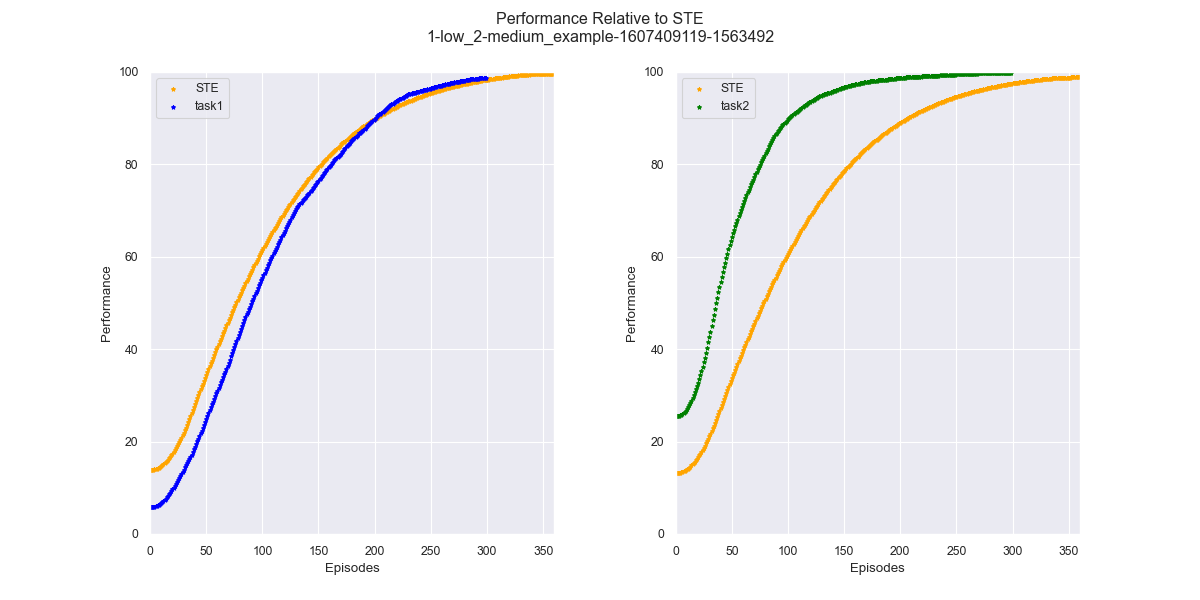 Performance Relative to STE
1-low_2-medium_example-1607409119-1563492
STE
task1
100
80
60
40
20
0
Performance
0 50 100 150 200 250 300 350
Episodes
STE
task2
100
80
60
40
20
0
Performance
0 50 100 150 200 250 300 350
Episodes